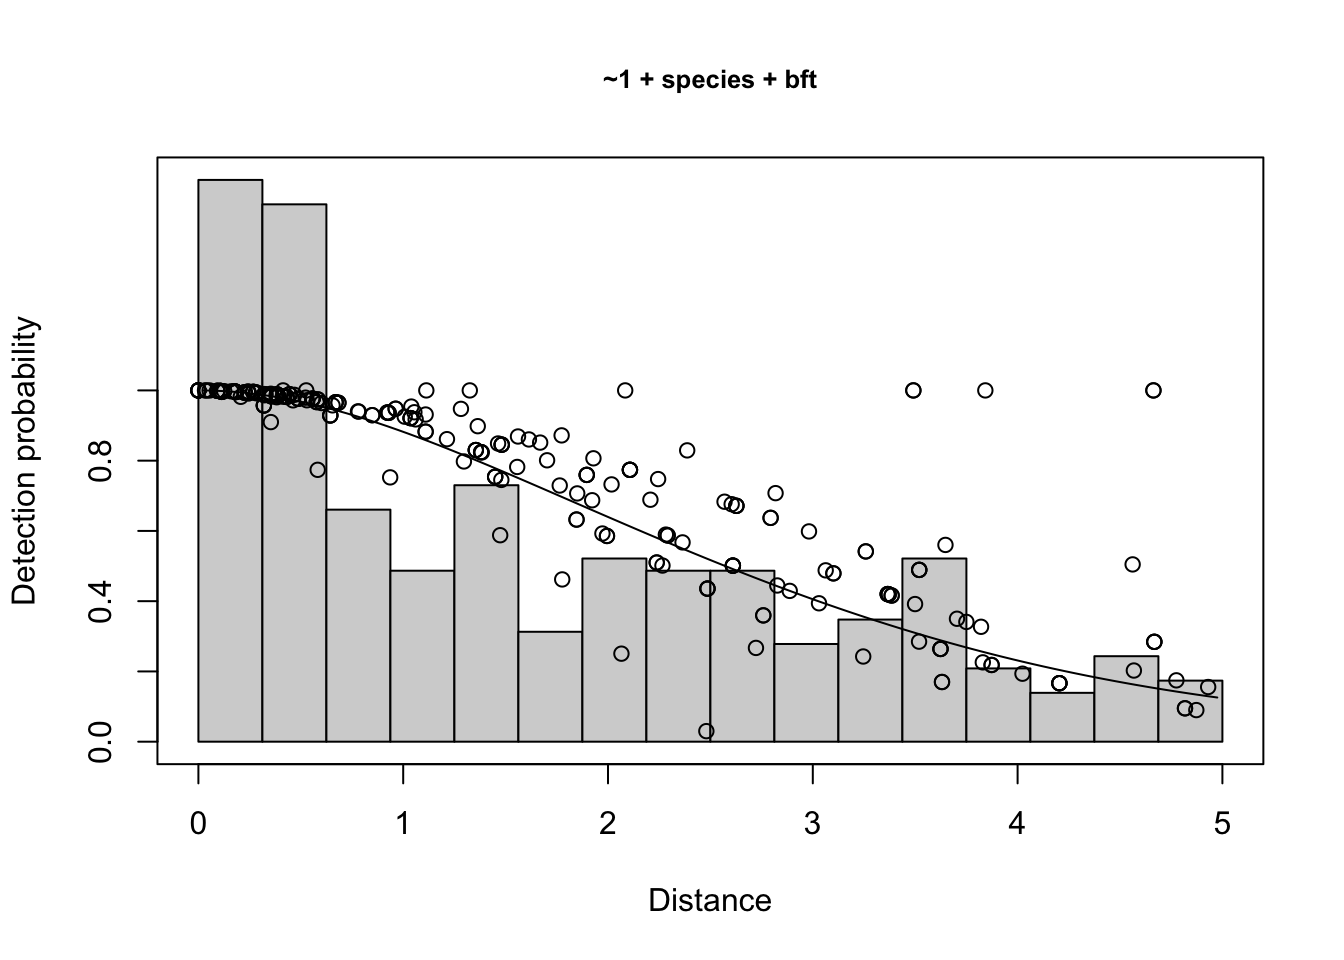 ~1 + species + bft
Detection probability
0.8
0.4
0.0
0 1 2 3 4 5
Distance